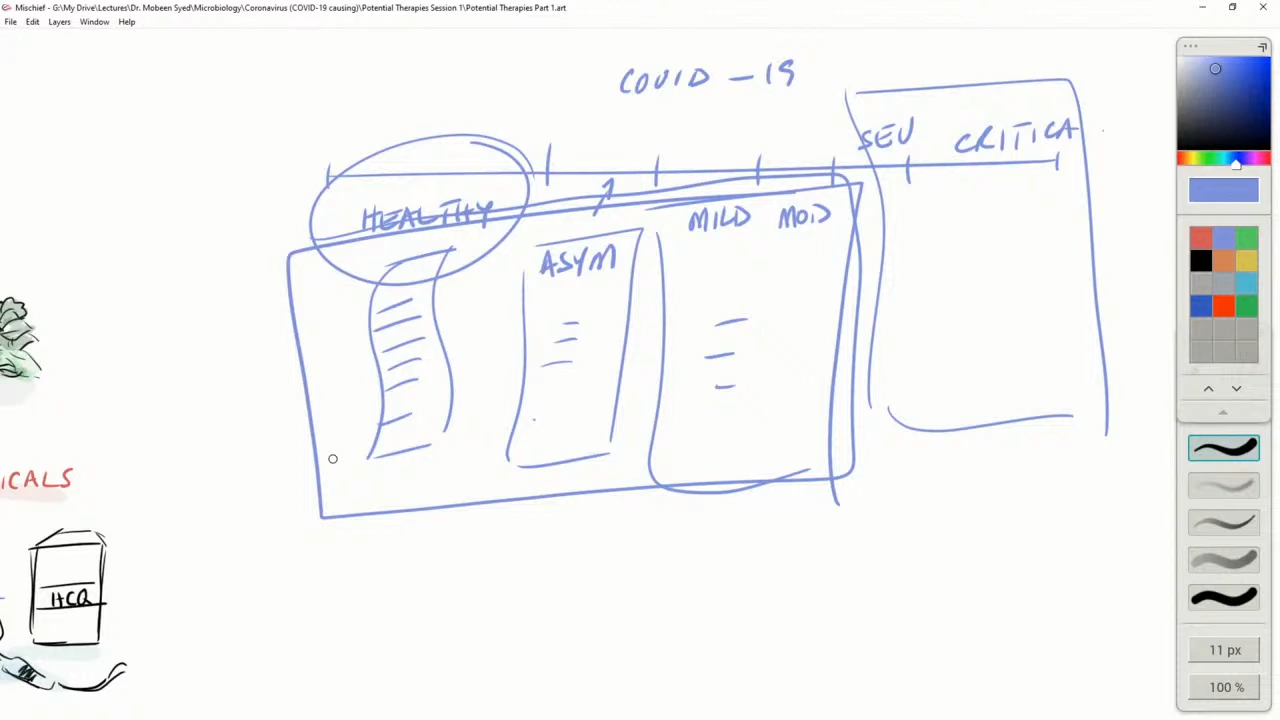 Mischief - G:\My Drive\Lectures\Dr. Mobeen Syed\Microbiology\Coronavirus (COVID-19 causing)\Potential Therapies Session 1\Potential Therapies Part 1.art
File Edit Layers Window Help
COVID - 19
SEV CRITICA
HEALTHY
MILD MOD
ASYM
ICALS
HCQ
11 px
100 %